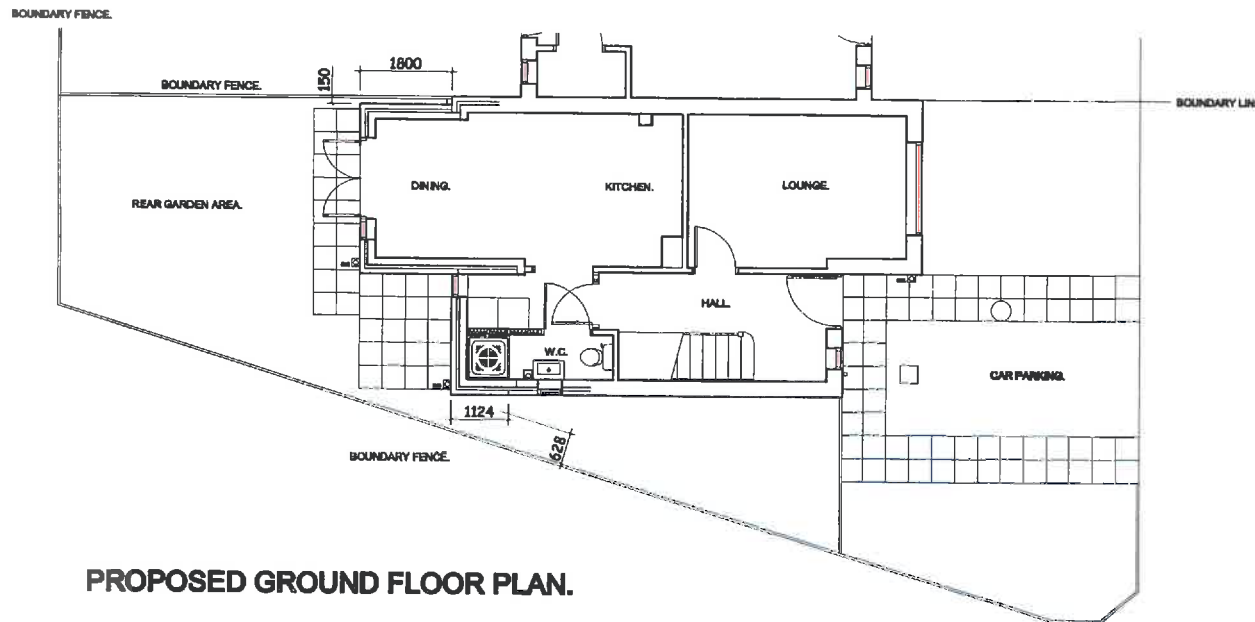 BOUNDARY FENCE.
1800
150
BOUNDARY FENCE.
BOUNDARY LIN
DINING.
KITCHEN.
LOUNGE.
REAR GARDEN AREA.
HALL.
W.C.
CAR PARKING.
1124
628
BOUNDARY FENCE.
PROPOSED GROUND FLOOR PLAN.